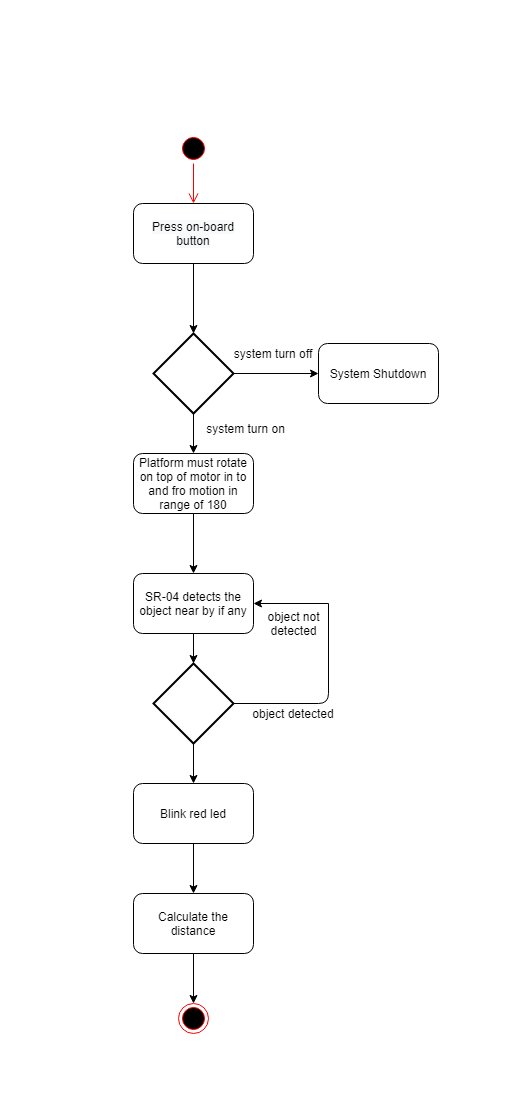 Press on-board
button
system turn off
System Shutdown
system turn on
Platform must rotate
on top of motor in to
and fro motion in
range of 180
SR-04 detects the
object near by if any
object not
detected
object detected
Blink red led
Calculate the
distance